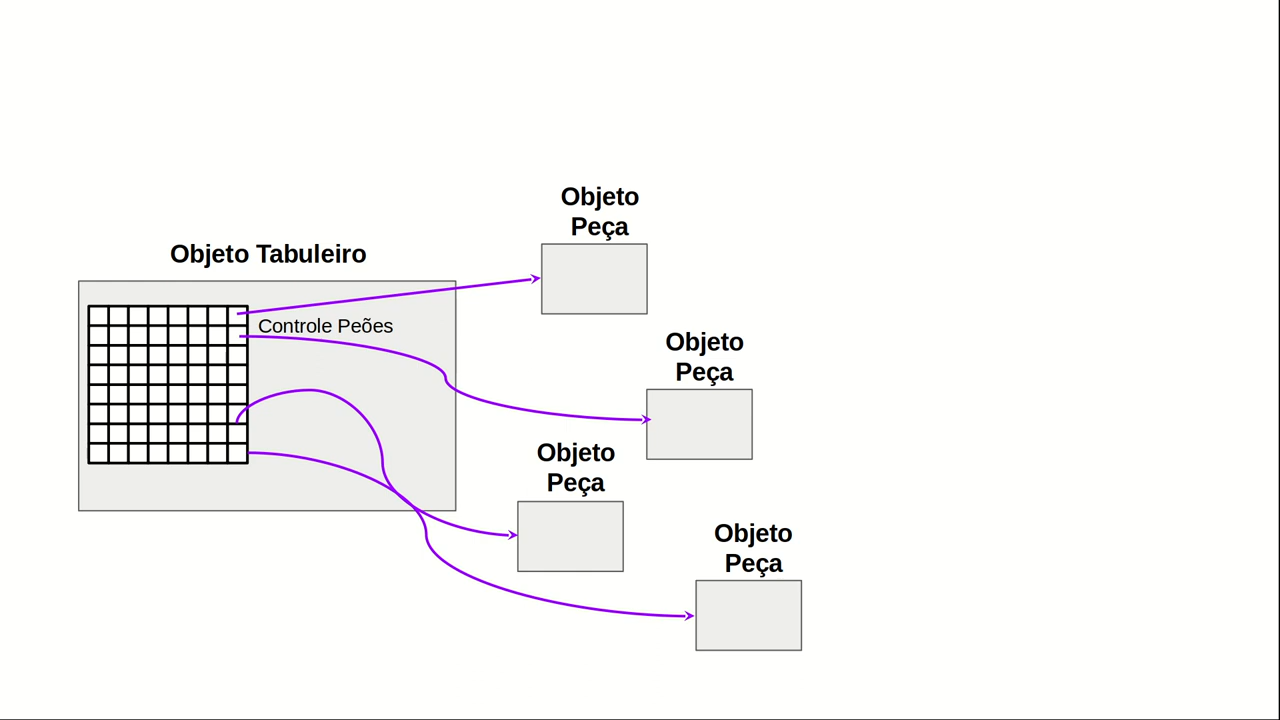 Objeto
Peça
Objeto Tabuleiro
Controle Peões
Objeto
Peça
Objeto
Peça
Objeto
Peça